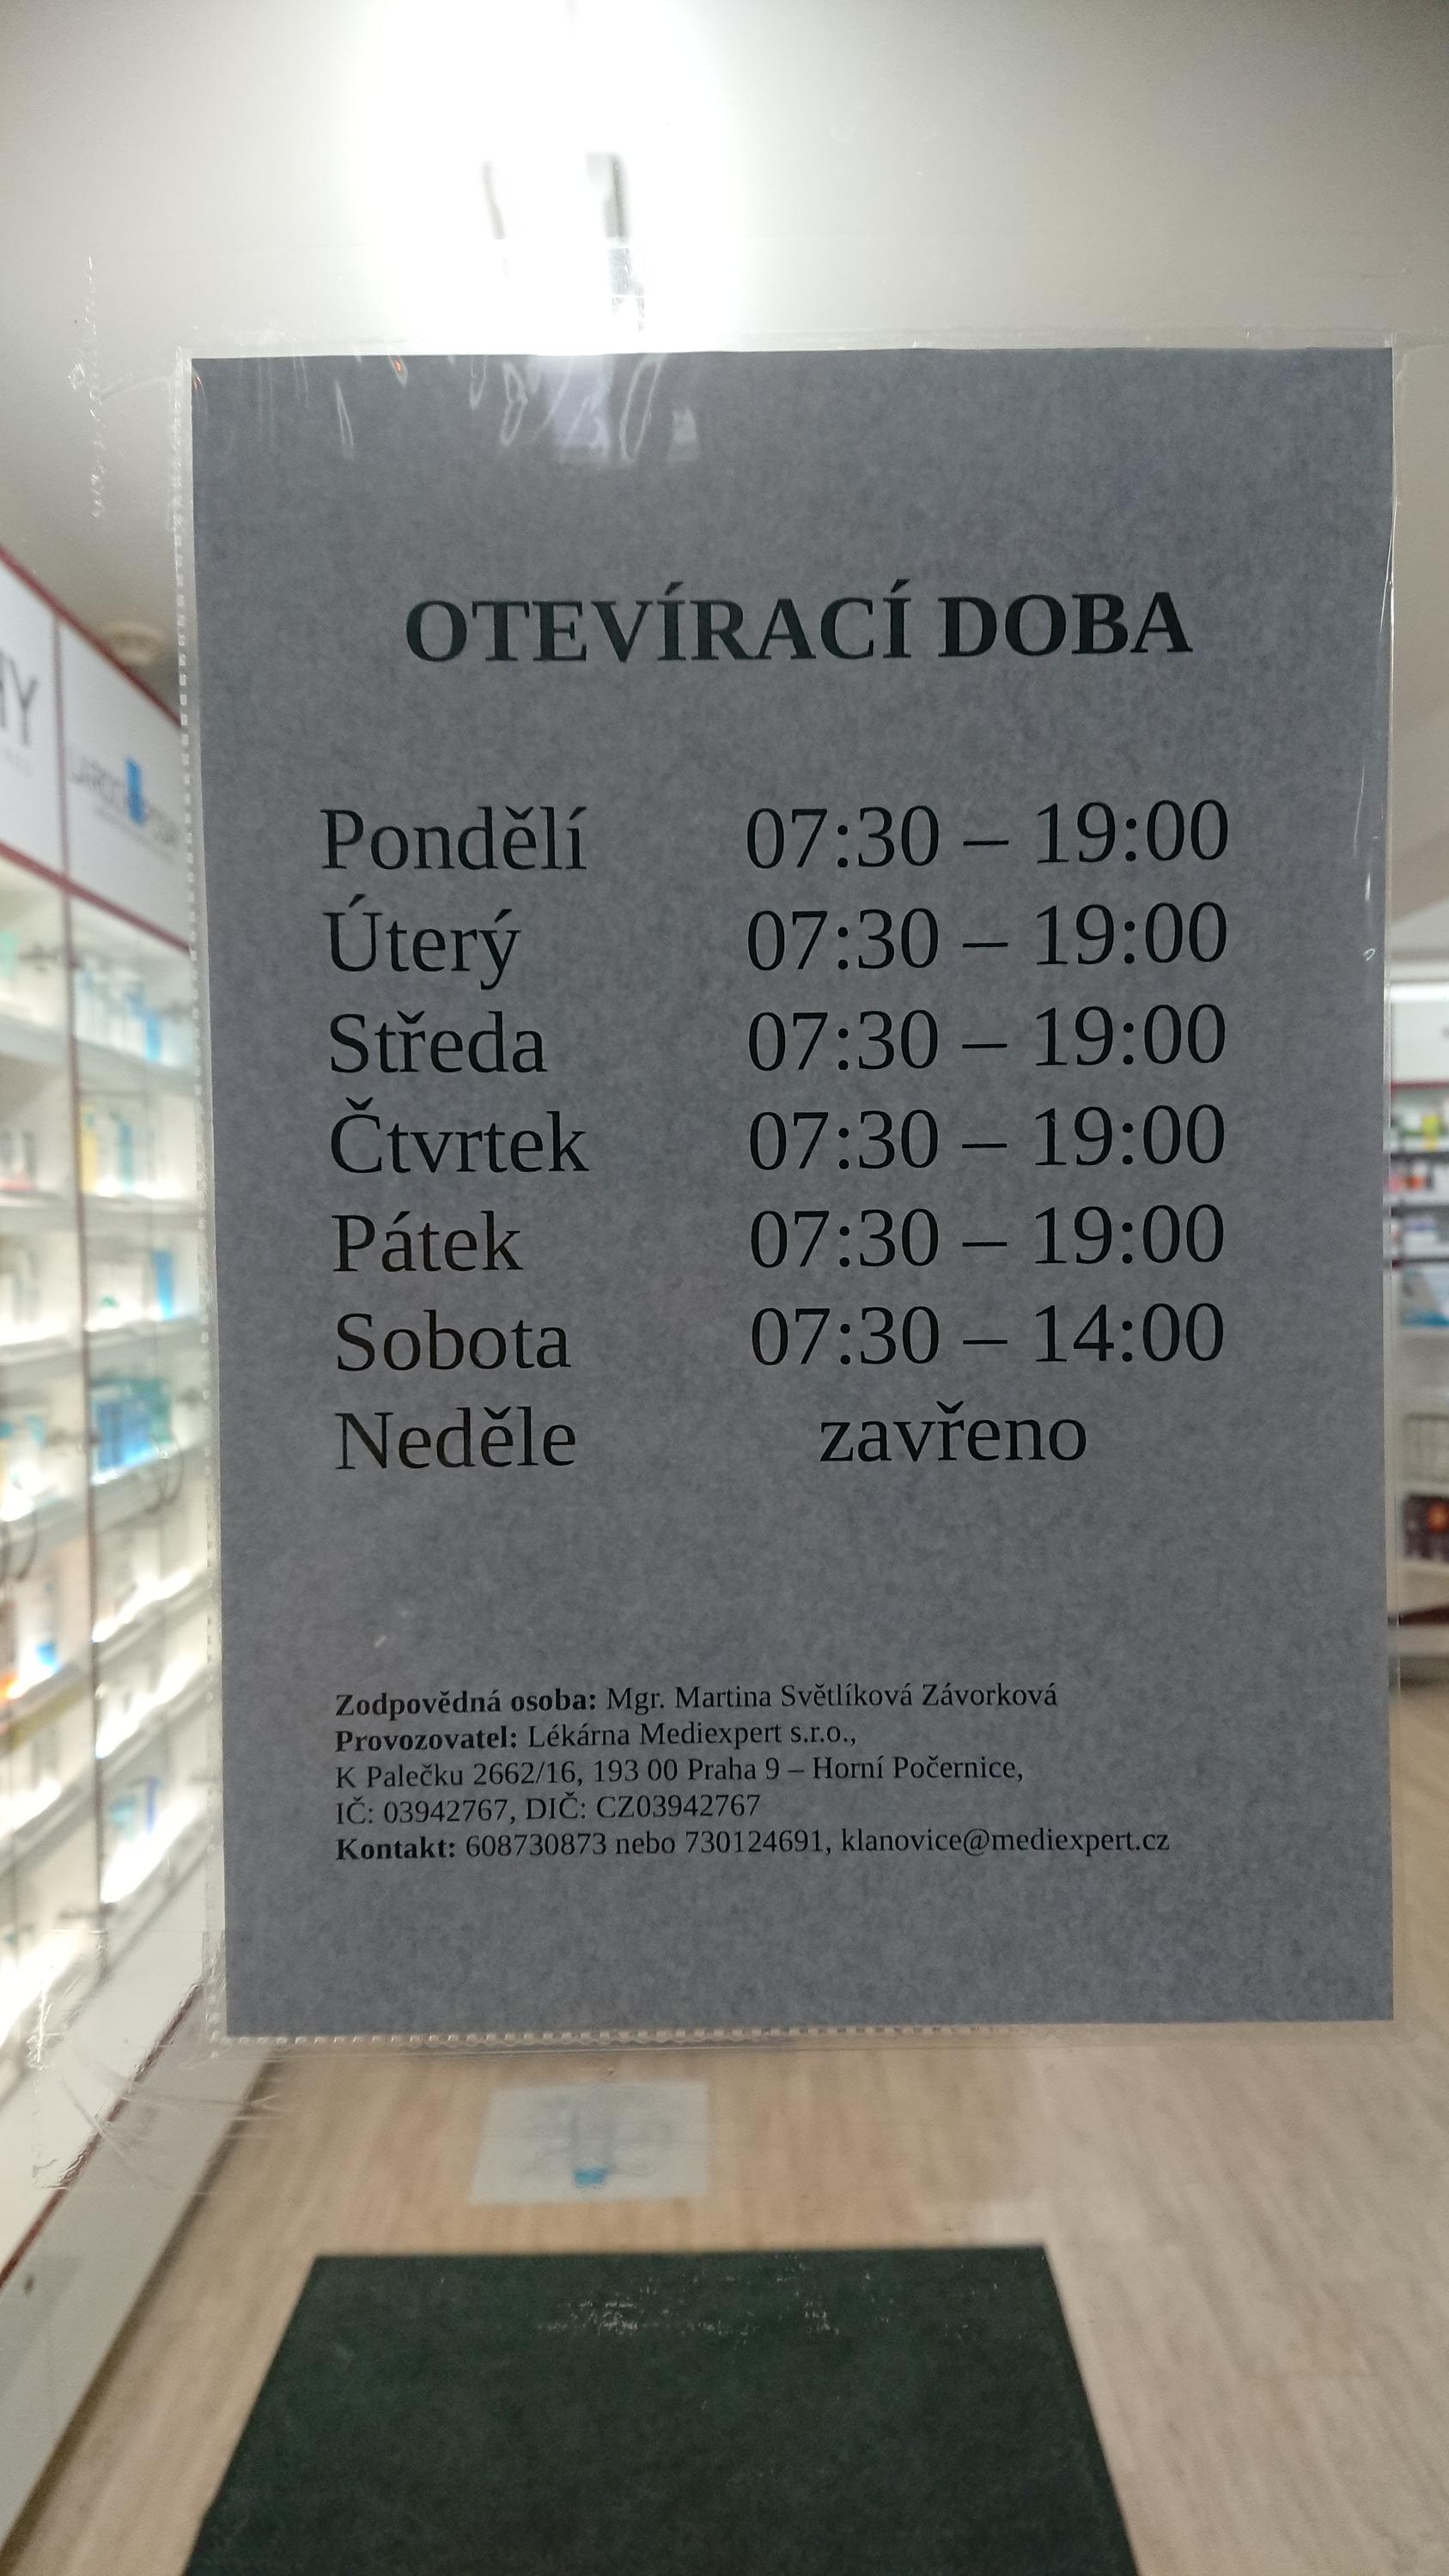 OTEVÍRACÍ DOBA
Pondělí 07:30 – 19:00
Úterý 07:30 – 19:00
Středa 07:30 – 19:00
Čtvrtek 07:30 – 19:00
Pátek 07:30 – 19:00
Sobota 07:30 – 14:00
Neděle zavřeno
Zodpovědná osoba: Mgr. Martina Světlíková Závorková
Provozovatel: Lékárna Mediexpert s.r.o.,
K Palečku 2662/16, 193 00 Praha 9 – Horní Počernice,
IČ: 03942767, DIČ: CZ03942767
Kontakt: 608730873 nebo 730124691, klanovice@mediexpert.cz